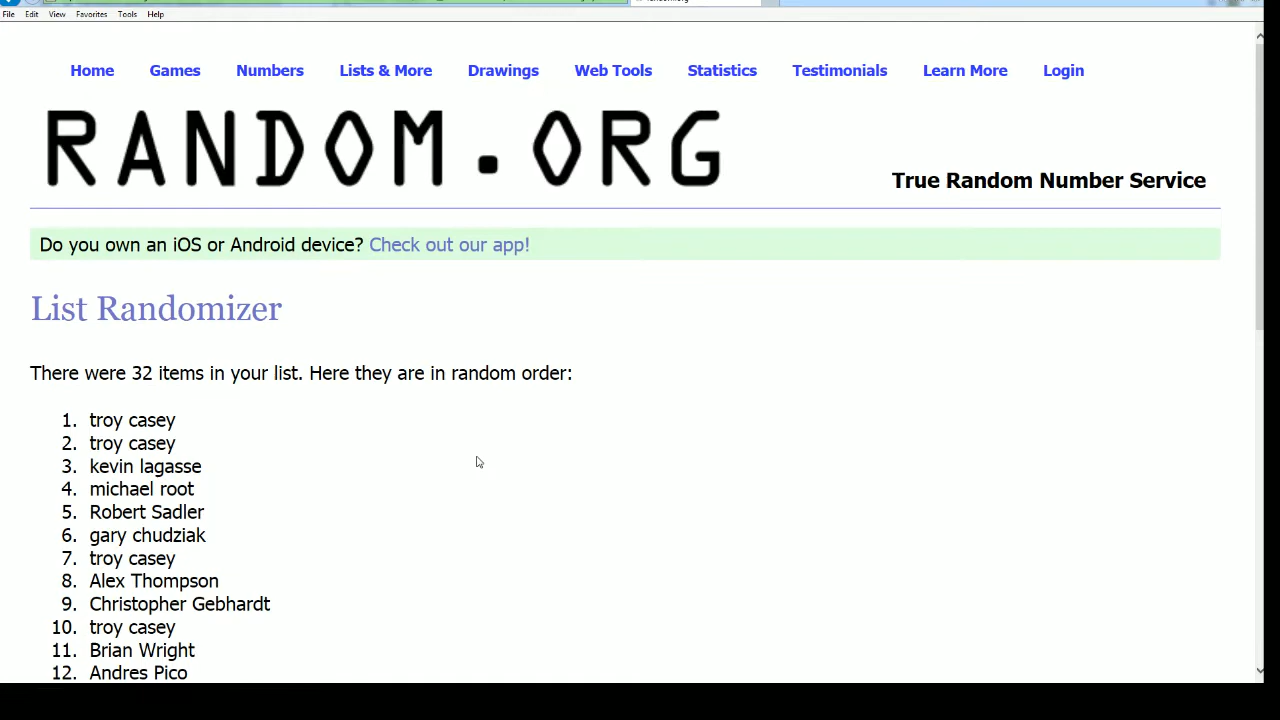 File Edit View Favorites Tools Help
Home Games Numbers Lists & More Drawings Web Tools Statistics Testimonials Learn More Login
RANDOM.ORG
True Random Number Service
Do you own an iOS or Android device? Check out our app!
List Randomizer
There were 32 items in your list. Here they are in random order:
1. troy casey
2. troy casey
3. kevin lagasse
4. michael root
5. Robert Sadler
6. gary chudziak
7. troy casey
8. Alex Thompson
9. Christopher Gebhardt
10. troy casey
11. Brian Wright
12. Andres Pico